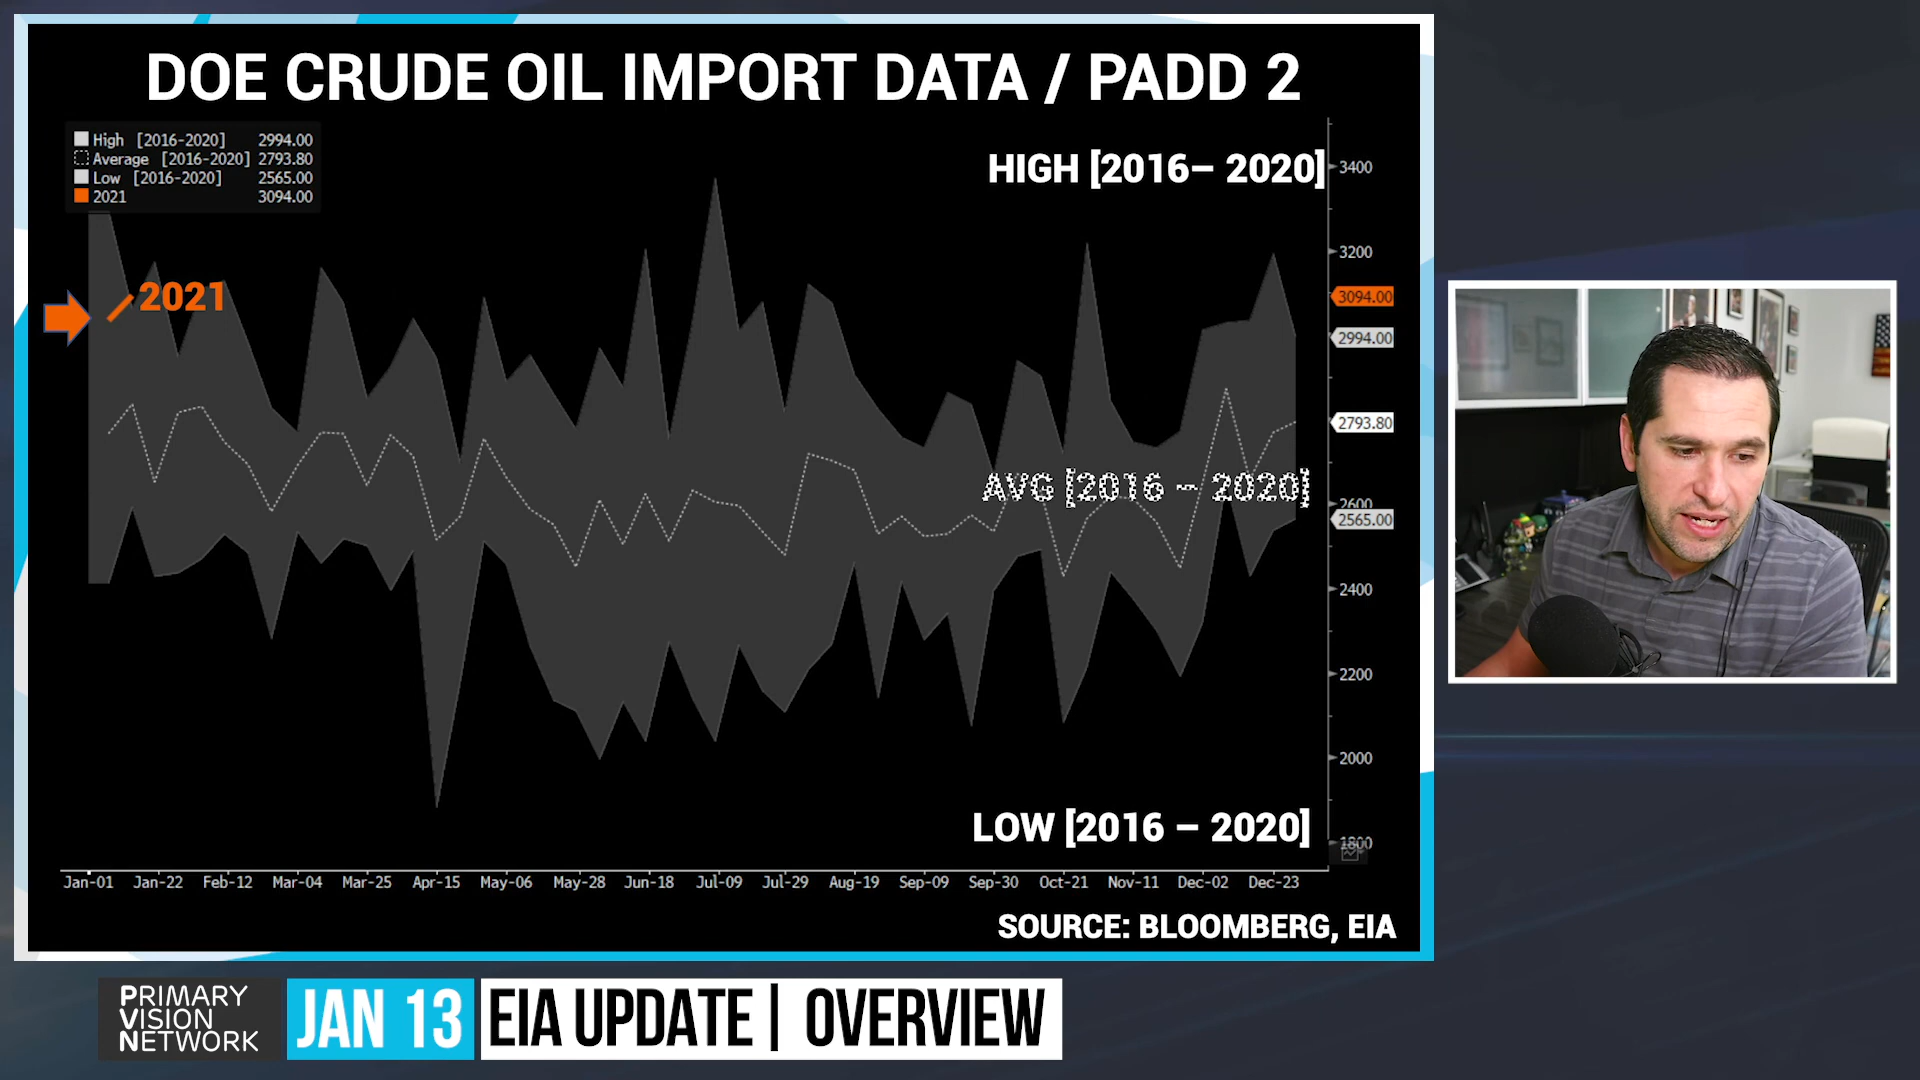 DOE CRUDE OIL IMPORT DATA / PADD 2
High [2016-2020] 2994.00
Average [2016-2020] 2793.80
Low [2016-2020] 2565.00
2021 3094.00
HIGH [2016– 2020]
3400
3200
2021
3094.00
2994.00
2793.80
AVG [2016 – 2020]
2600
2565.00
2400
2200
2000
LOW [2016 – 2020]
1800
Jan-01 Jan-22 Feb-12 Mar-04 Mar-25 Apr-15 May-06 May-28 Jun-18 Jul-09 Jul-29 Aug-19 Sep-09 Sep-30 Oct-21 Nov-11 Dec-02 Dec-23
SOURCE: BLOOMBERG, EIA
PRIMARY
VISION
NETWORK
JAN 13
EIA UPDATE | OVERVIEW